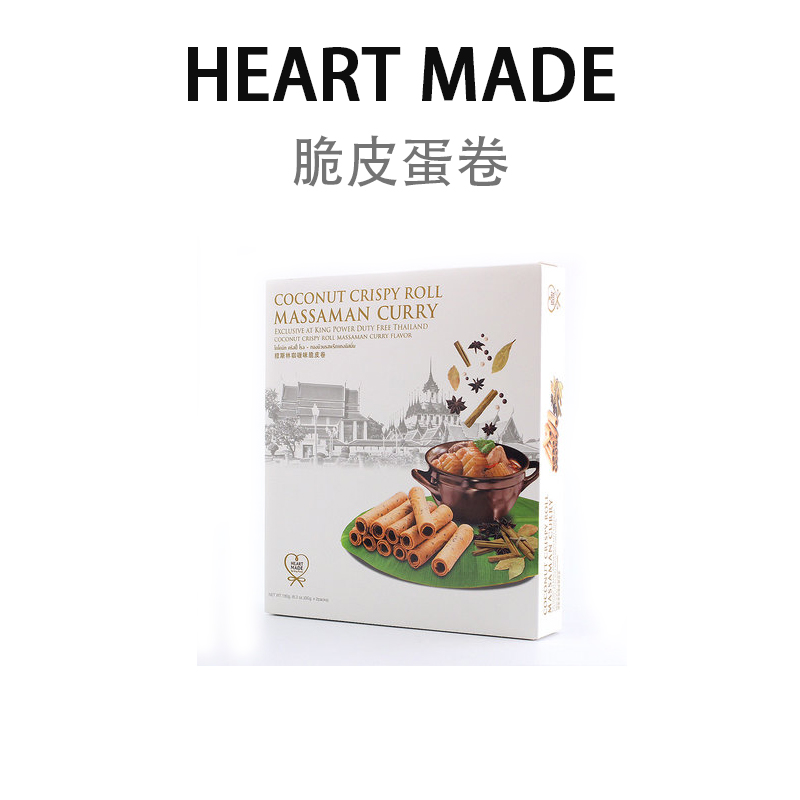 HEART MADE
脆皮蛋卷
COCONUT CRISPY ROLL
MASSAMAN CURRY
EXCLUSIVE AT KING POWER DUTY FREE THAILAND
COCONUT CRISPY ROLL MASSAMAN CURRY FLAVOR
HEART
MADE
COCONUT CRISPY ROLL
MASSAMAN CURRY